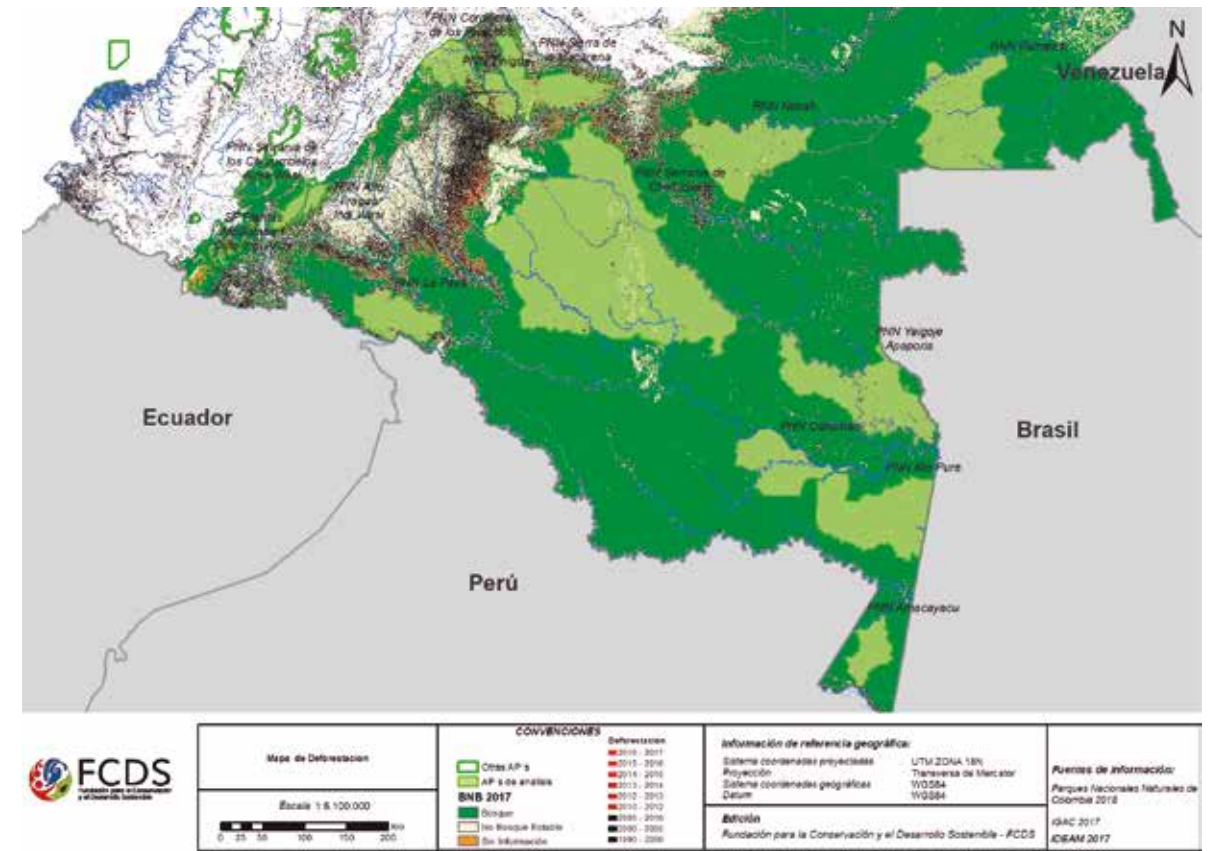 PNN Cordillera
de los Picachos
PNN Tinigua
PNN Sierra de
la Macarena
PNN Puinawai
N
Venezuela
RNN Nukak
PNN Serranía de
los Churumbelos
PNN Serranía de
Chiribiquete
PNN Alto
Fragua
Indi Wasi
PNN La Paya
PNN Yaigoje
Apaporis
Ecuador
Brasil
PNN Cahuinari
PNN Rio Pure
Perú
PNN Amacayacu
FCDS
Fundación para la Conservación
y el Desarrollo Sostenible
Mapa de Deforestacion
Escala 1:6.100.000
0 25 50 100 150 200
Km
CONVENCIONES
Otras AP´s
AP´s de análisis
BNB 2017
Bosque
No Bosque Estable
Sin Información
Deforestacion
2016 - 2017
2015 - 2016
2014 - 2015
2013 - 2014
2012 - 2013
2010 - 2012
2005 - 2010
2000 - 2005
1990 - 2000
Información de referencia geográfica:
Sistema coordenadas proyectadas UTM ZONA 18N
Proyección Transversa de Mercator
Sistema coordenadas geográficas WGS84
Datum WGS84
Edición
Fundación para la Conservación y el Desarrollo Sostenible - FCDS
Fuentes de información:
Parques Nacionales Naturales de
Colombia 2018
IGAC 2017
IDEAM 2017